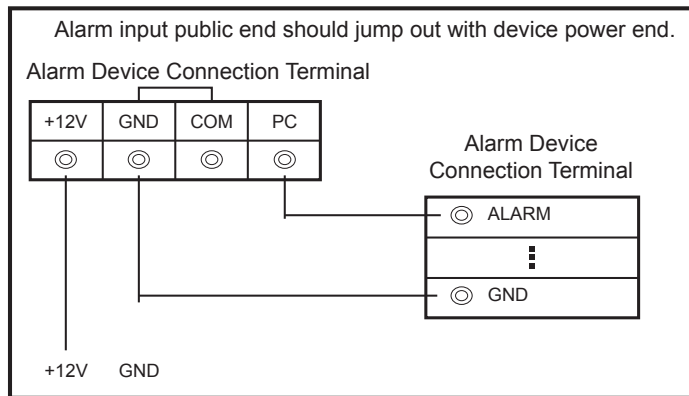 Alarm input public end should jump out with device power end.
Alarm Device Connection Terminal
+12V GND COM PC
Alarm Device
Connection Terminal
ALARM
GND
+12V GND